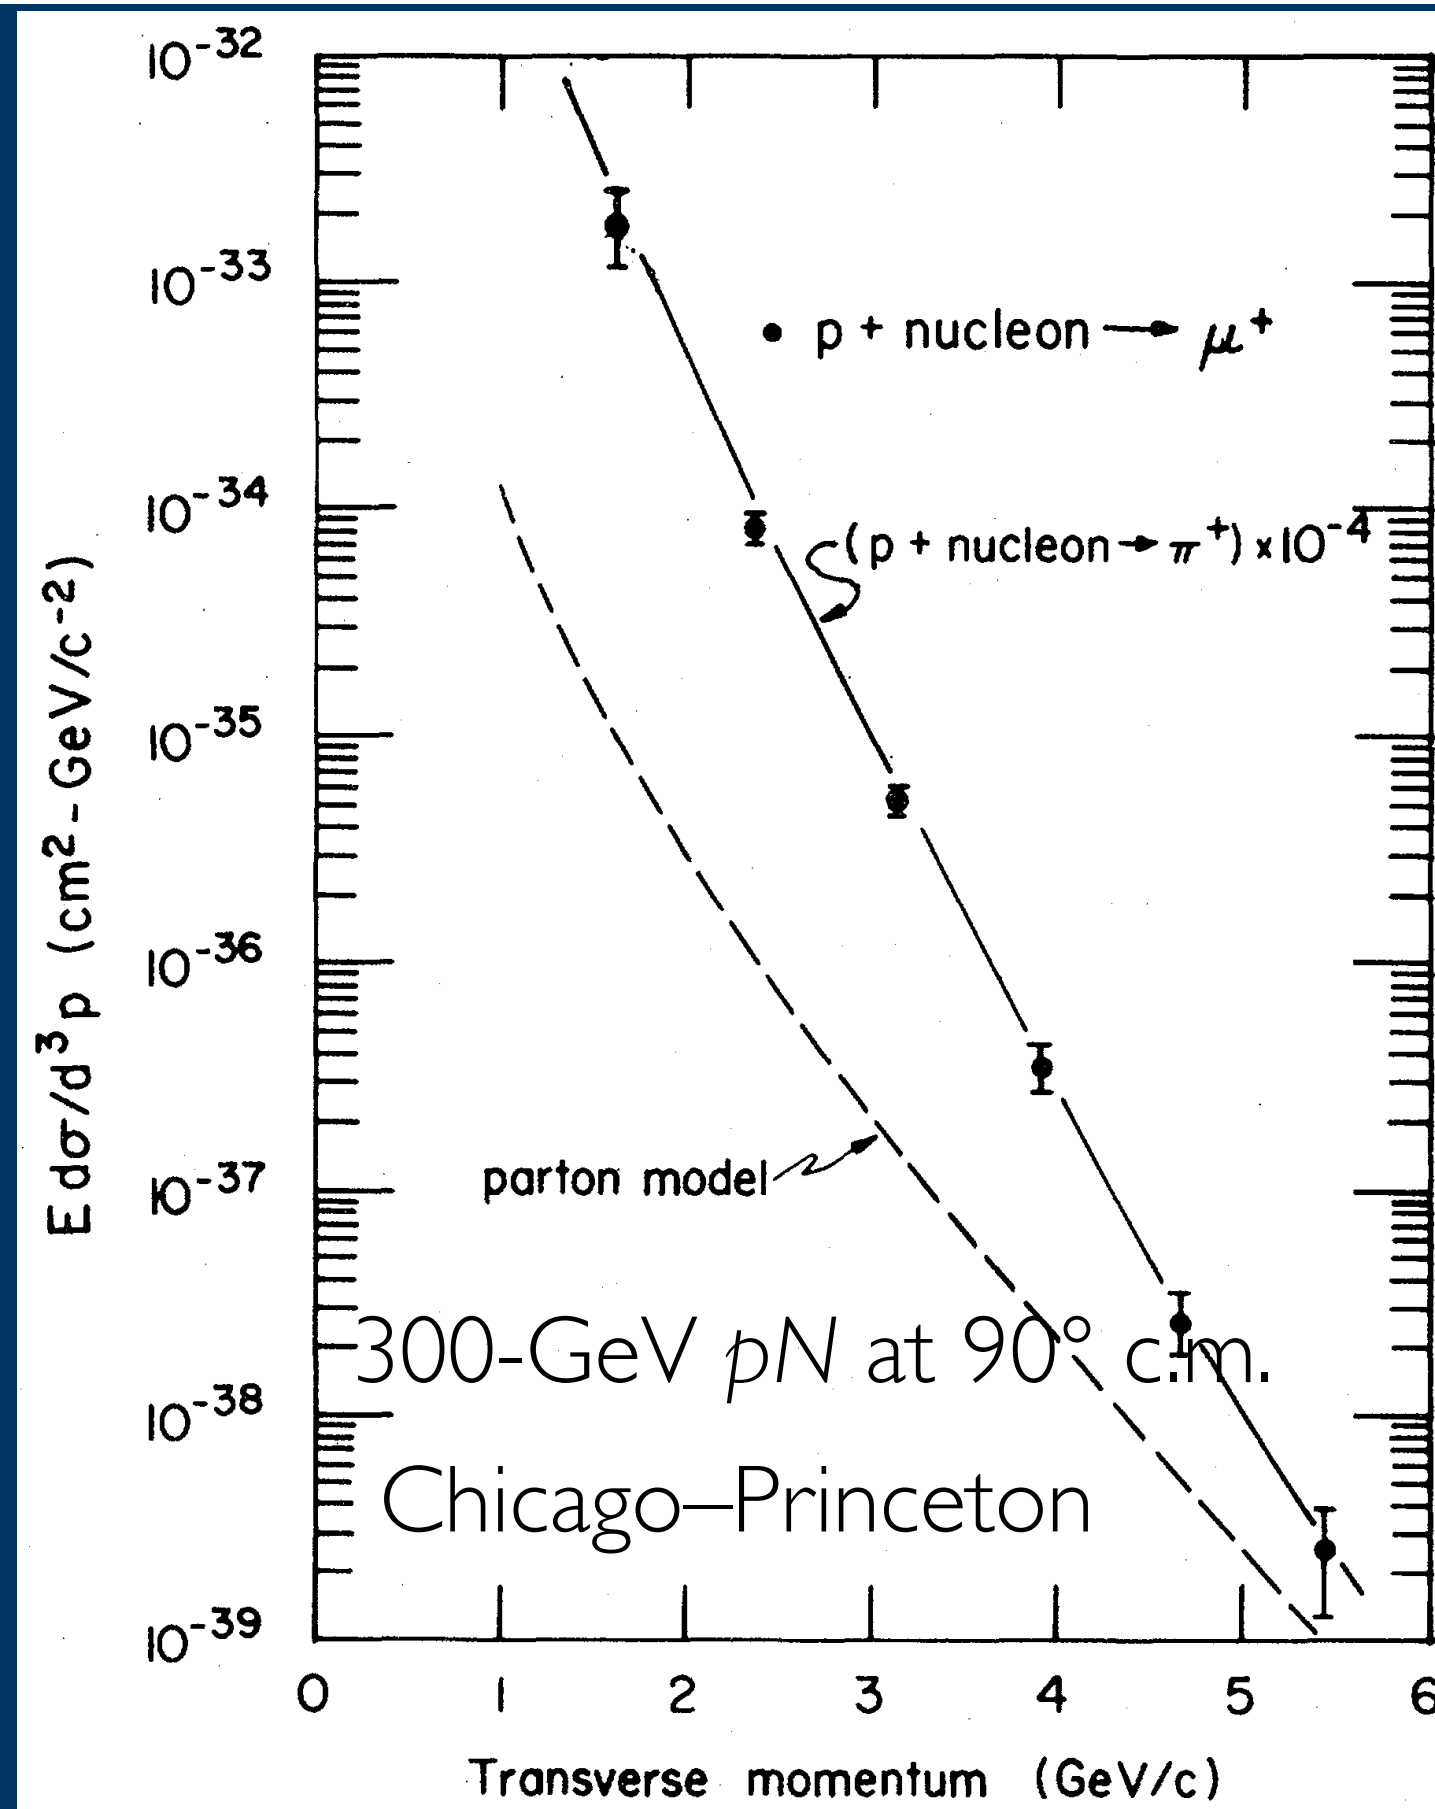 10⁻³²
10⁻³³
• p + nucleon → μ⁺
10⁻³⁴
(p + nucleon → π⁺) × 10⁻⁴
10⁻³⁵
10⁻³⁶
parton model
10⁻³⁷
300-GeV pN at 90° c.m.
10⁻³⁸
Chicago–Princeton
10⁻³⁹
E dσ/d³p (cm² - GeV/c⁻²)
0 1 2 3 4 5 6
Transverse momentum (GeV/c)